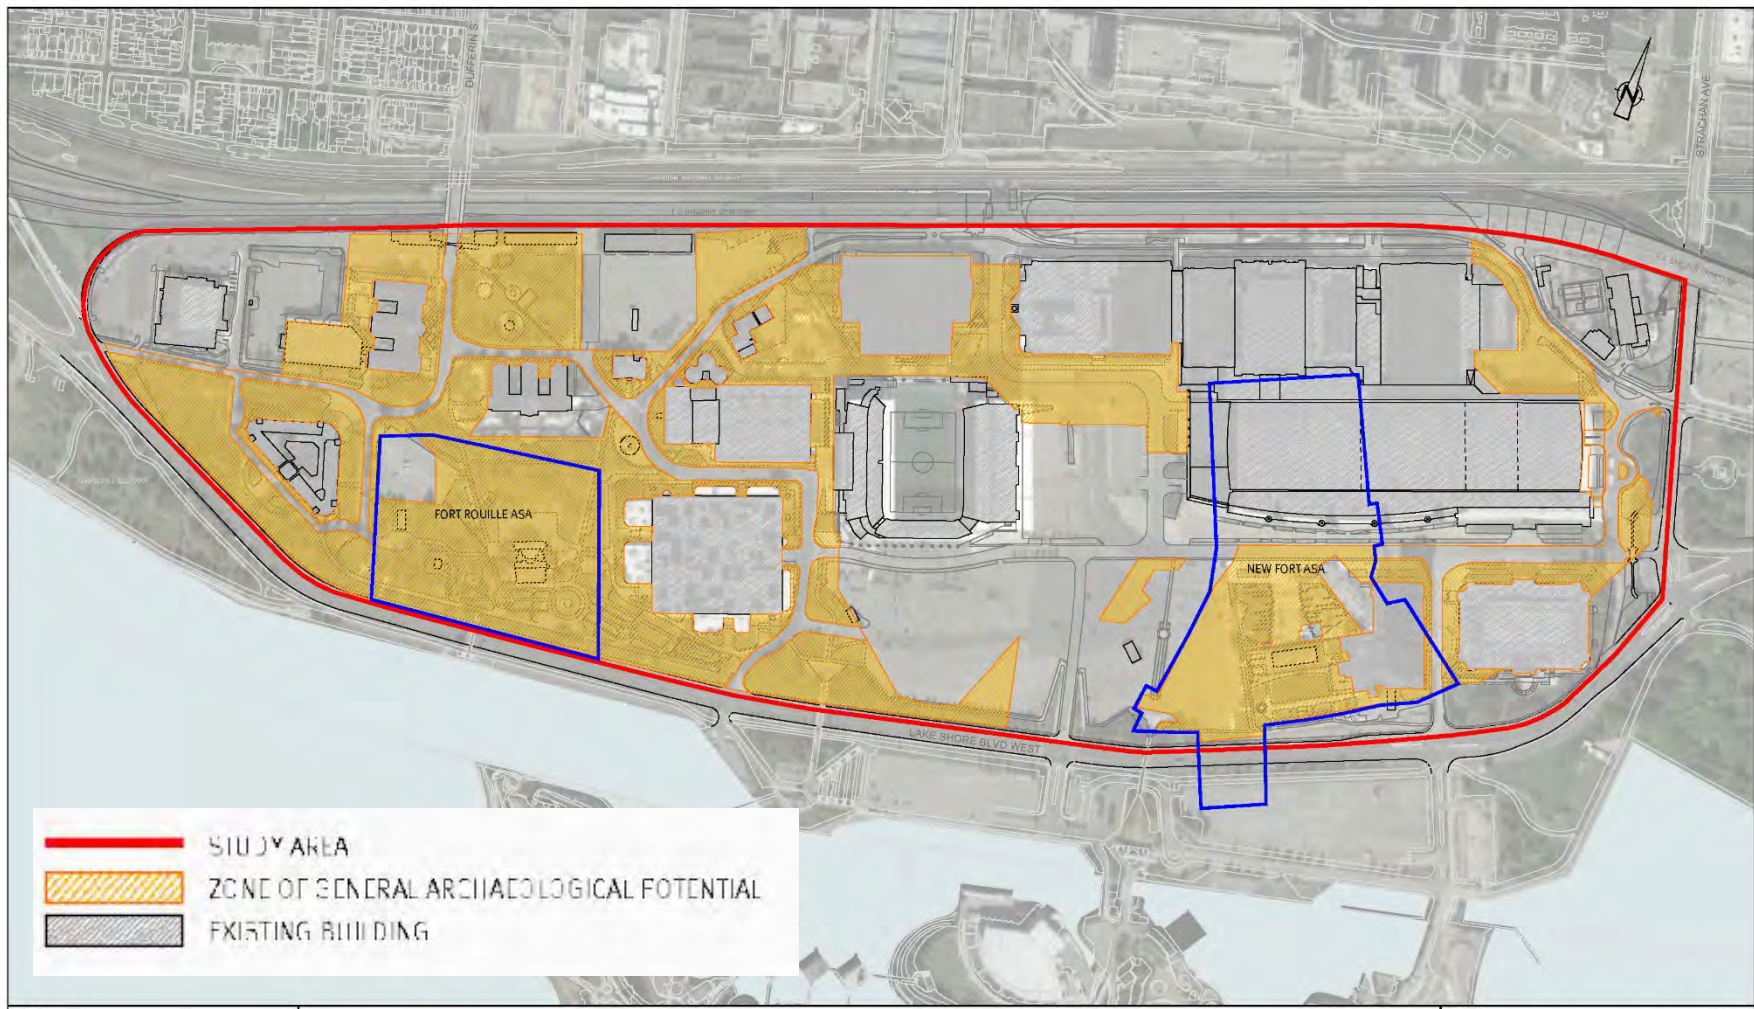 DUFFERIN S
STRACHAN AVE
N
FORT ROUILLE ASA
NEW FORT ASA
LAKE SHORE BLVD WEST
STUDY AREA
ZONE OF GENERAL ARCHAEOLOGICAL POTENTIAL
EXISTING BUILDING